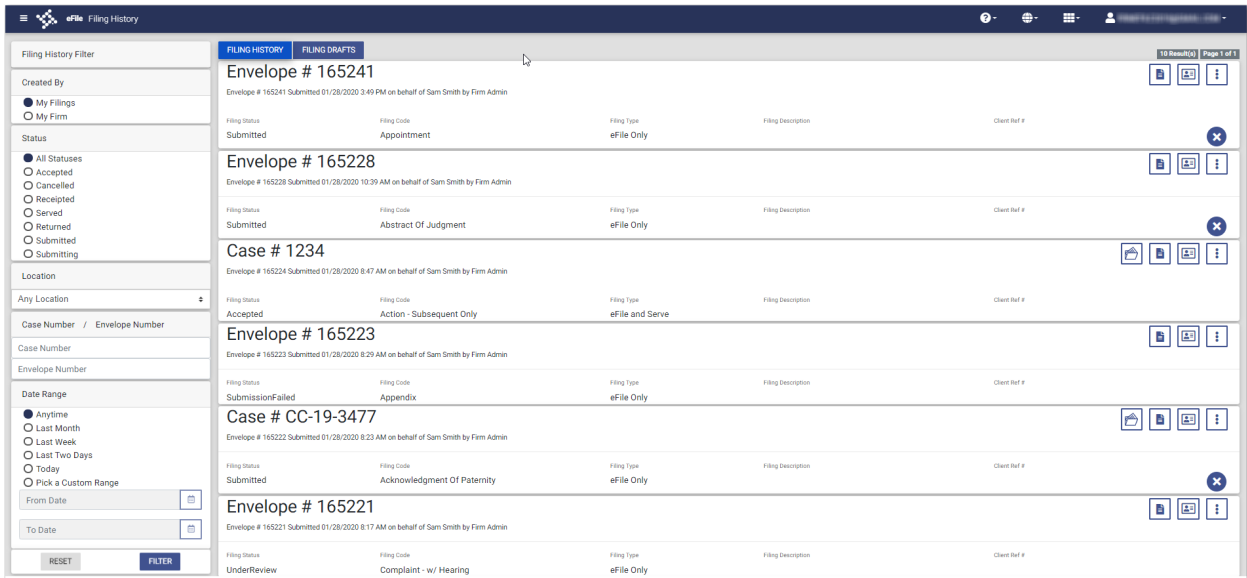 eFile Filing History
Filing History Filter
Created By
My Filings
My Firm
Status
All Statuses
Accepted
Cancelled
Receipted
Served
Returned
Submitted
Submitting
Location
Any Location
Case Number / Envelope Number
Case Number
Envelope Number
Date Range
Anytime
Last Month
Last Week
Last Two Days
Today
Pick a Custom Range
From Date
To Date
RESET FILTER
FILING HISTORY FILING DRAFTS
10 Result(s) Page 1 of 1
Envelope # 165241
Envelope # 165241 Submitted 01/28/2020 3:49 PM on behalf of Sam Smith by Firm Admin
Filing Status Filing Code Filing Type Filing Description Client Ref #
Submitted Appointment eFile Only
Envelope # 165228
Envelope # 165228 Submitted 01/28/2020 10:39 AM on behalf of Sam Smith by Firm Admin
Filing Status Filing Code Filing Type Filing Description Client Ref #
Submitted Abstract Of Judgment eFile Only
Case # 1234
Envelope # 165224 Submitted 01/28/2020 8:47 AM on behalf of Sam Smith by Firm Admin
Filing Status Filing Code Filing Type Filing Description Client Ref #
Accepted Action - Subsequent Only eFile and Serve
Envelope # 165223
Envelope # 165223 Submitted 01/28/2020 8:29 AM on behalf of Sam Smith by Firm Admin
Filing Status Filing Code Filing Type Filing Description Client Ref #
SubmissionFailed Appendix eFile Only
Case # CC-19-3477
Envelope # 165222 Submitted 01/28/2020 8:23 AM on behalf of Sam Smith by Firm Admin
Filing Status Filing Code Filing Type Filing Description Client Ref #
Submitted Acknowledgment Of Paternity eFile Only
Envelope # 165221
Envelope # 165221 Submitted 01/28/2020 8:17 AM on behalf of Sam Smith by Firm Admin
Filing Status Filing Code Filing Type Filing Description Client Ref #
UnderReview Complaint - w/ Hearing eFile Only